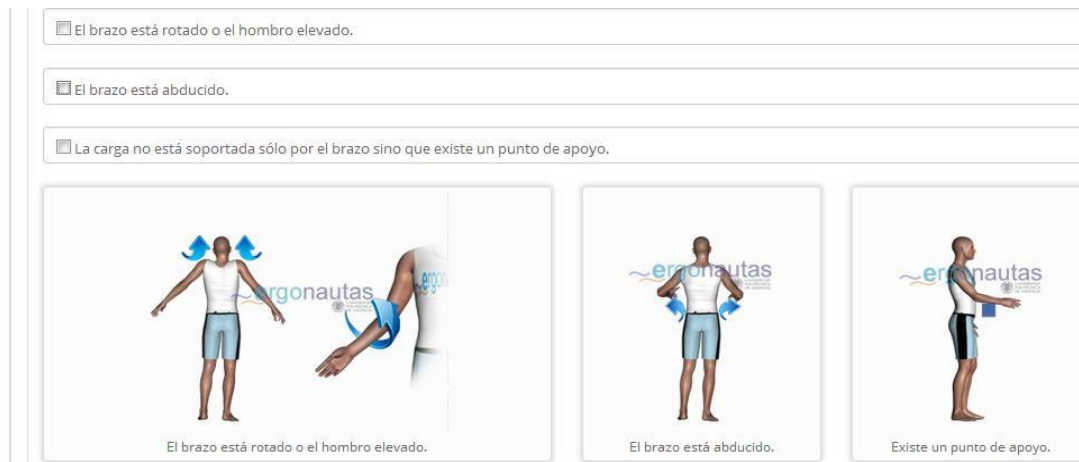 El brazo está rotado o el hombro elevado.
El brazo está abducido.
La carga no está soportada sólo por el brazo sino que existe un punto de apoyo.
ergonautas
ergon
ergonautas
ergonautas
El brazo está rotado o el hombro elevado.
El brazo está abducido.
Existe un punto de apoyo.